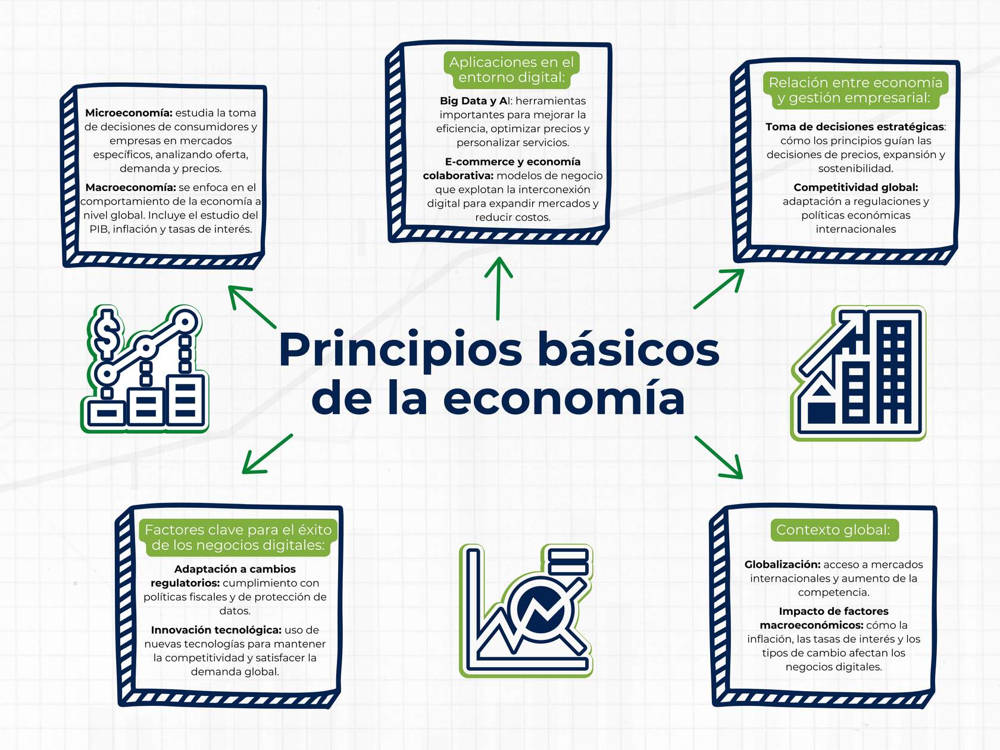 Microeconomía: estudia la toma
de decisiones de consumidores y
empresas en mercados
específicos, analizando oferta,
demanda y precios.
Macroeconomía: se enfoca en el
comportamiento de la economía a
nivel global. Incluye el estudio del
PIB, inflación y tasas de interés.
Aplicaciones en el
entorno digital:
Big Data y AI: herramientas
importantes para mejorar la
eficiencia, optimizar precios y
personalizar servicios.
E-commerce y economía
colaborativa: modelos de negocio
que explotan la interconexión
digital para expandir mercados y
reducir costos.
Relación entre economía
y gestión empresarial:
Toma de decisiones estratégicas:
cómo los principios guían las
decisiones de precios, expansión y
sostenibilidad.
Competitividad global:
adaptación a regulaciones y
políticas económicas
internacionales
$
Principios básicos
de la economía
Factores clave para el éxito
de los negocios digitales:
Adaptación a cambios
regulatorios: cumplimiento con
políticas fiscales y de protección de
datos.
Innovación tecnológica: uso de
nuevas tecnologías para mantener
la competitividad y satisfacer la
demanda global.
Contexto global:
Globalización: acceso a mercados
internacionales y aumento de la
competencia.
Impacto de factores
macroeconómicos: cómo la
inflación, las tasas de interés y los
tipos de cambio afectan los
negocios digitales.